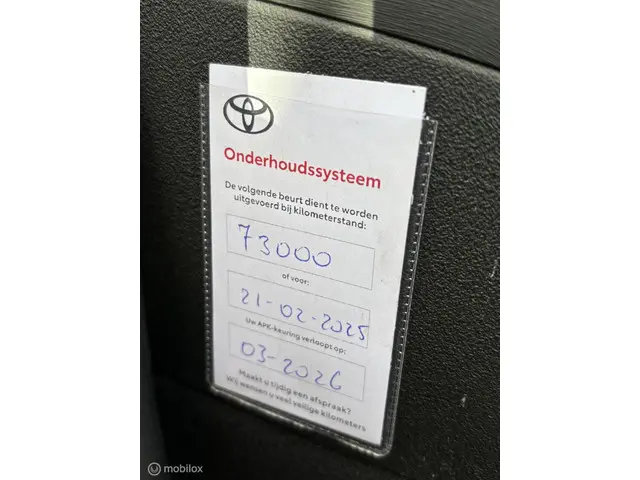 Onderhoudssysteem
De volgende beurt dient te worden
uitgevoerd bij kilometerstand:
73000
of voor:
21-02-2025
Uw APK-keuring verloopt op:
03-2026
Maakt u tijdig een afspraak?
Wij wensen u veel veilige kilometers
mobilox